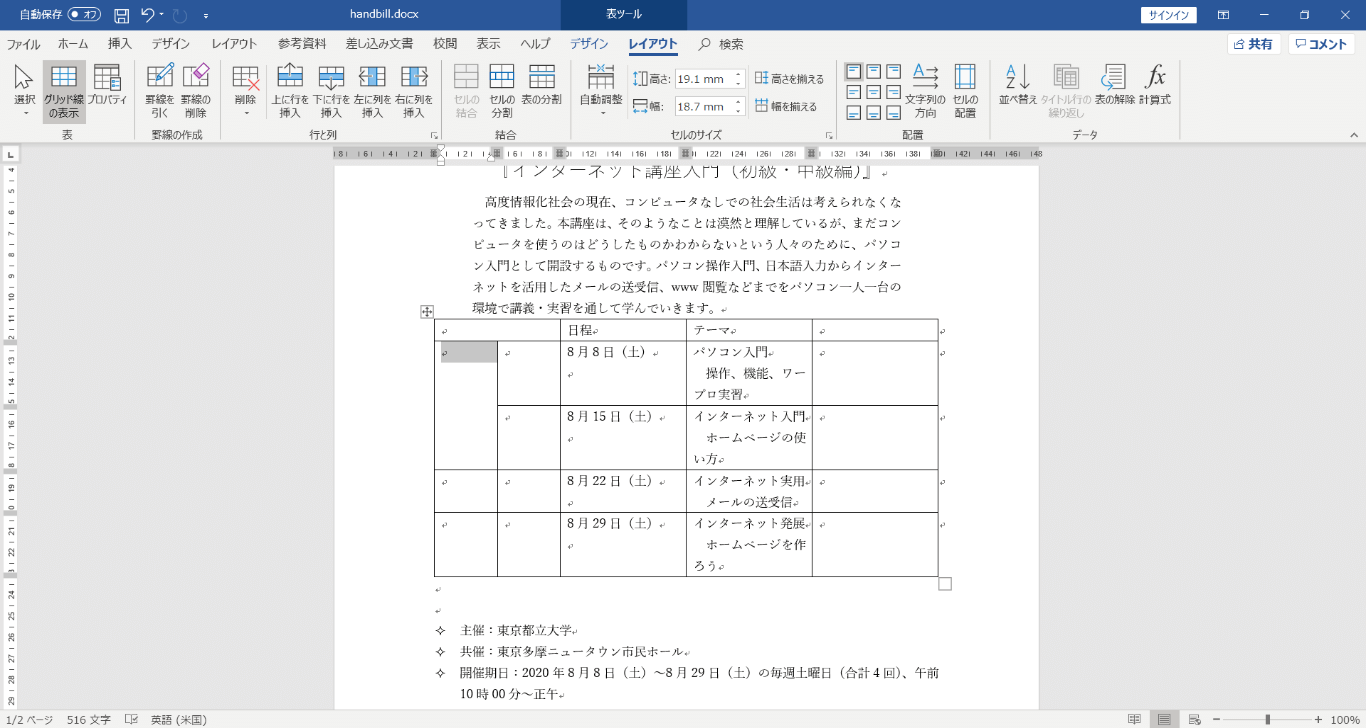 自動保存 オフ handbill.docx 表ツール サインイン
ファイル ホーム 挿入 デザイン レイアウト 参考資料 差し込み文書 校閲 表示 ヘルプ デザイン レイアウト 検索 共有 コメント
選択 グリッド線の表示 プロパティ 罫線を引く 罫線の削除 削除 上に行を挿入 下に行を挿入 左に列を挿入 右に列を挿入 セルの結合 セルの分割 表の分割 自動調整 高さ: 19.1 mm 高さを揃える 幅: 18.7 mm 幅を揃える 文字列の方向 セルの配置 並べ替え タイトル行の繰り返し 表の解除 計算式
表 罫線の作成 行と列 結合 セルのサイズ 配置 データ
『インターネット講座入門（初級・中級編）』
高度情報化社会の現在、コンピュータなしでの社会生活は考えられなくな
ってきました。本講座は、そのようなことは漠然と理解しているが、まだコン
ピュータを使うのはどうしたものかわからないという人々のために、パソコ
ン入門として開設するものです。パソコン操作入門、日本語入力からインター
ネットを活用したメールの送受信、www 閲覧などまでをパソコン一人一台の
環境で講義・実習を通して学んでいきます。
日程 テーマ
8 月 8 日（土） パソコン入門
操作、機能、ワー
プロ実習
8 月 15 日（土） インターネット入門
ホームページの使
い方
8 月 22 日（土） インターネット実用
メールの送受信
8 月 29 日（土） インターネット発展
ホームページを作
ろう
✧ 主催：東京都立大学
✧ 共催：東京多摩ニュータウン市民ホール
✧ 開催期日：2020 年 8 月 8 日（土）～8 月 29 日（土）の毎週土曜日（合計 4 回）、午前
10 時 00 分～正午
1/2 ページ 516 文字 英語 (米国) 100%